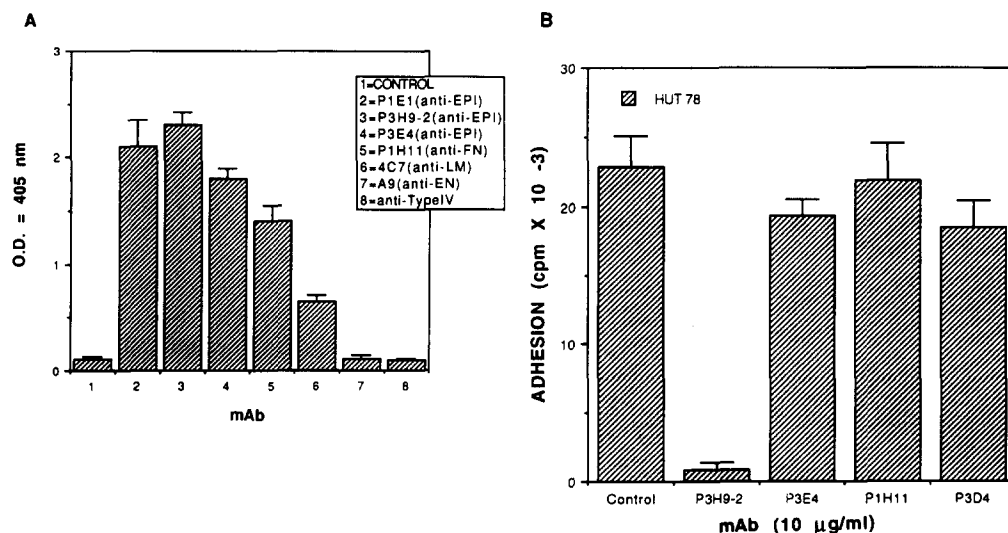 A
3
2
1
0
O.D. = 405 nm
1=CONTROL
2=P1E1(anti-EPI)
3=P3H9-2(anti-EPI)
4=P3E4(anti-EPI)
5=P1H11(anti-FN)
6=4C7(anti-LM)
7=A9(anti-EN)
8=anti-TypeIV
1 2 3 4 5 6 7 8
mAb
B
30
20
10
0
ADHESION (cpm X 10 -3)
HUT 78
Control P3H9-2 P3E4 P1H11 P3D4
mAb (10 µg/ml)